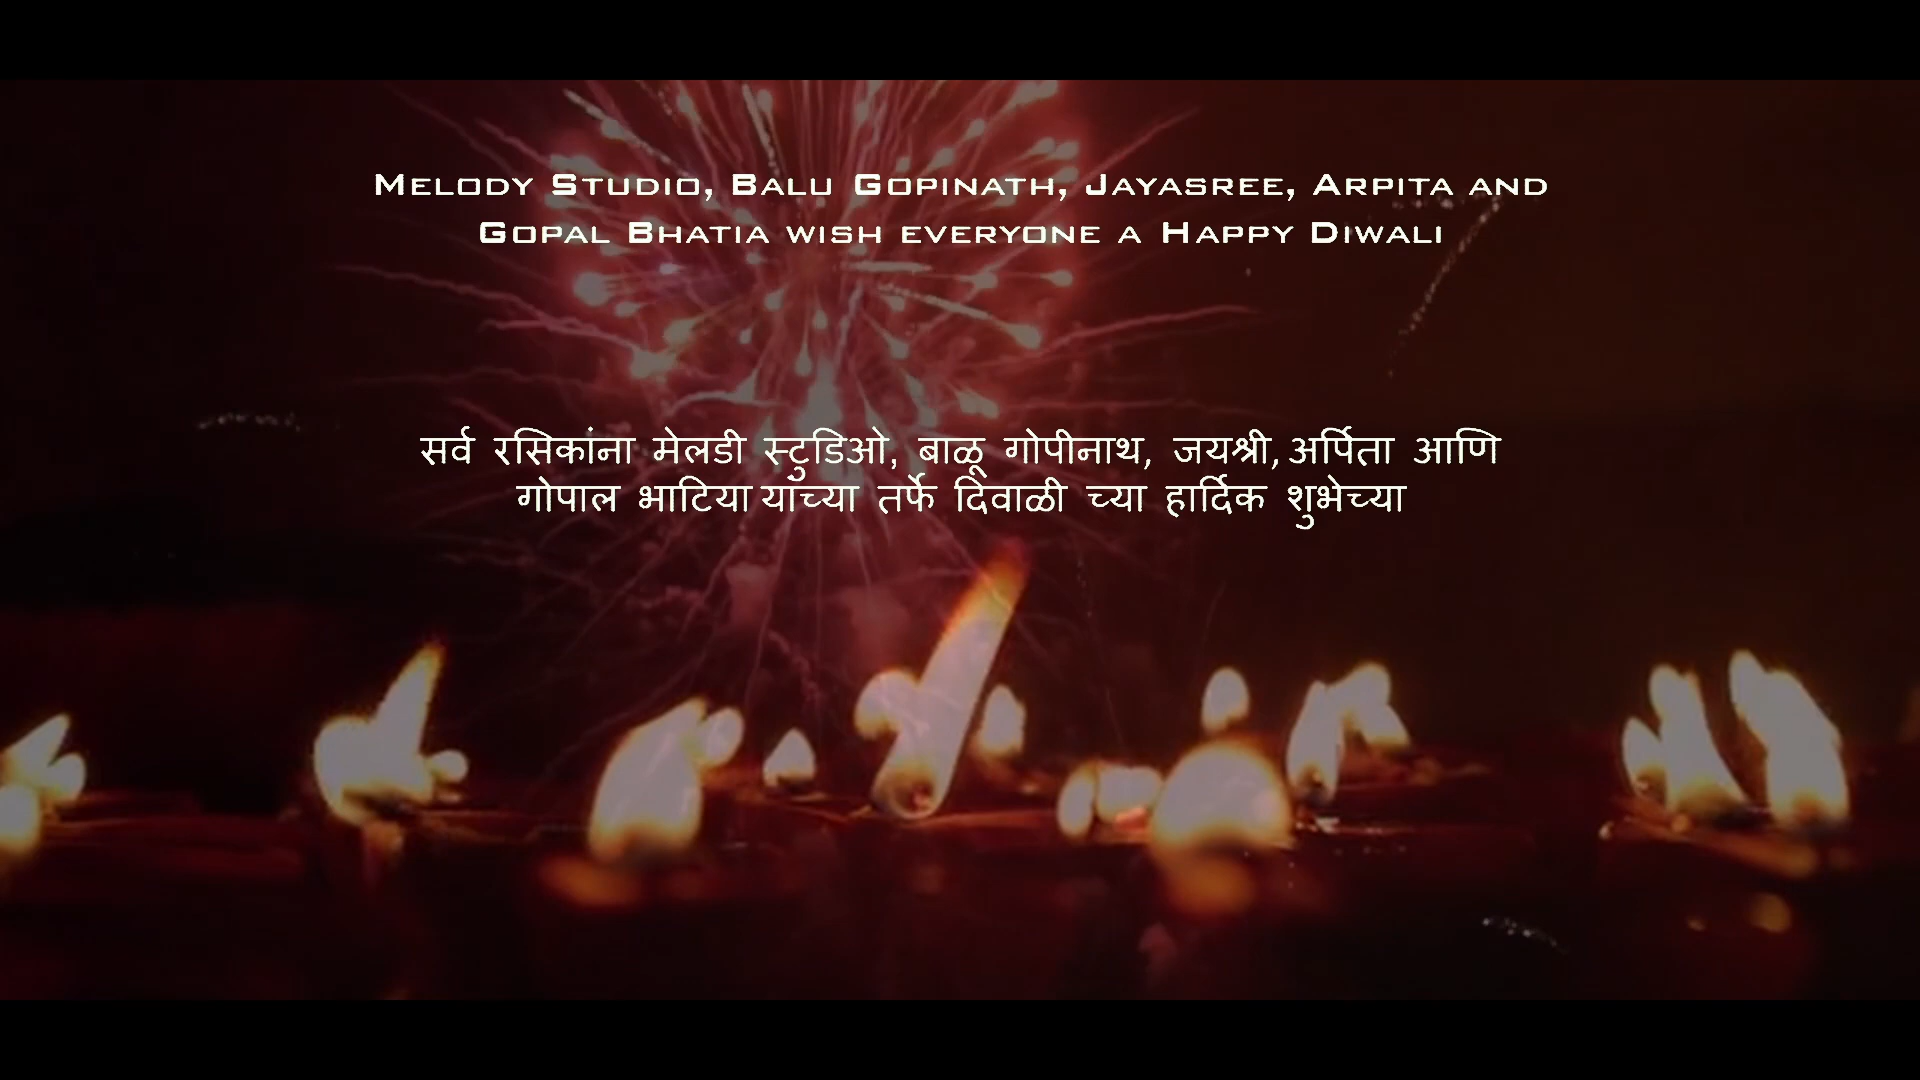 Melody Studio, Balu Gopinath, Jayasree, Arpita and
Gopal Bhatia wish everyone a Happy Diwali
सर्व रसिकांना मेलडी स्टुडिओ, बाळू गोपीनाथ, जयश्री, अर्पिता आणि
गोपाल भाटिया यांच्या तर्फे दिवाळी च्या हार्दिक शुभेच्या